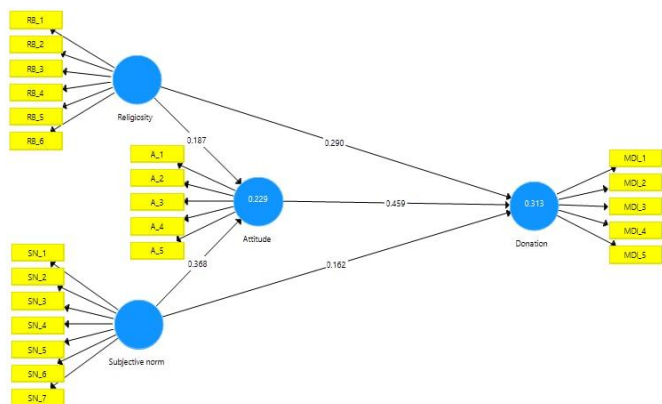 RB_1
RB_2
RB_3
RB_4
RB_5
RB_6
Religiosity
0.187
0.290
A_1
A_2
A_3
A_4
A_5
0.229
Attitude
0.459
0.313
Donation
MDI_1
MDI_2
MDI_3
MDI_4
MDI_5
0.368
0.162
SN_1
SN_2
SN_3
SN_4
SN_5
SN_6
SN_7
Subjective norm